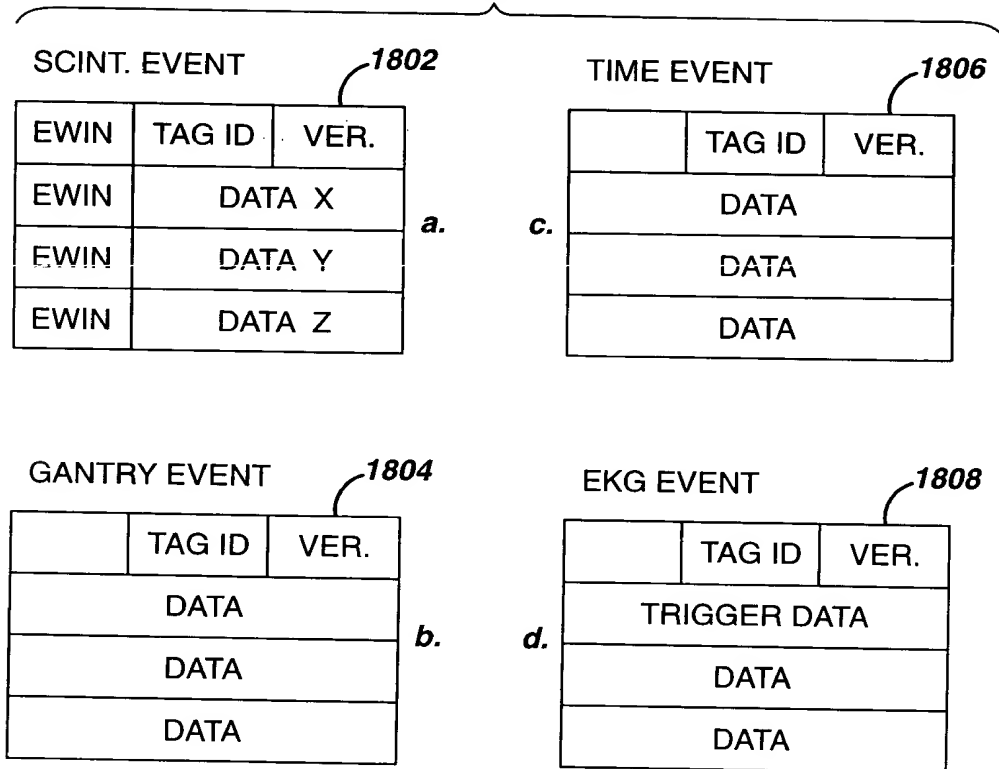 SCINT. EVENT 1802
EWIN TAG ID VER.
EWIN DATA X
EWIN DATA Y
EWIN DATA Z
a.
TIME EVENT 1806
TAG ID VER.
DATA
DATA
DATA
c.
GANTRY EVENT 1804
TAG ID VER.
DATA
DATA
DATA
b.
EKG EVENT 1808
TAG ID VER.
TRIGGER DATA
DATA
DATA
d.